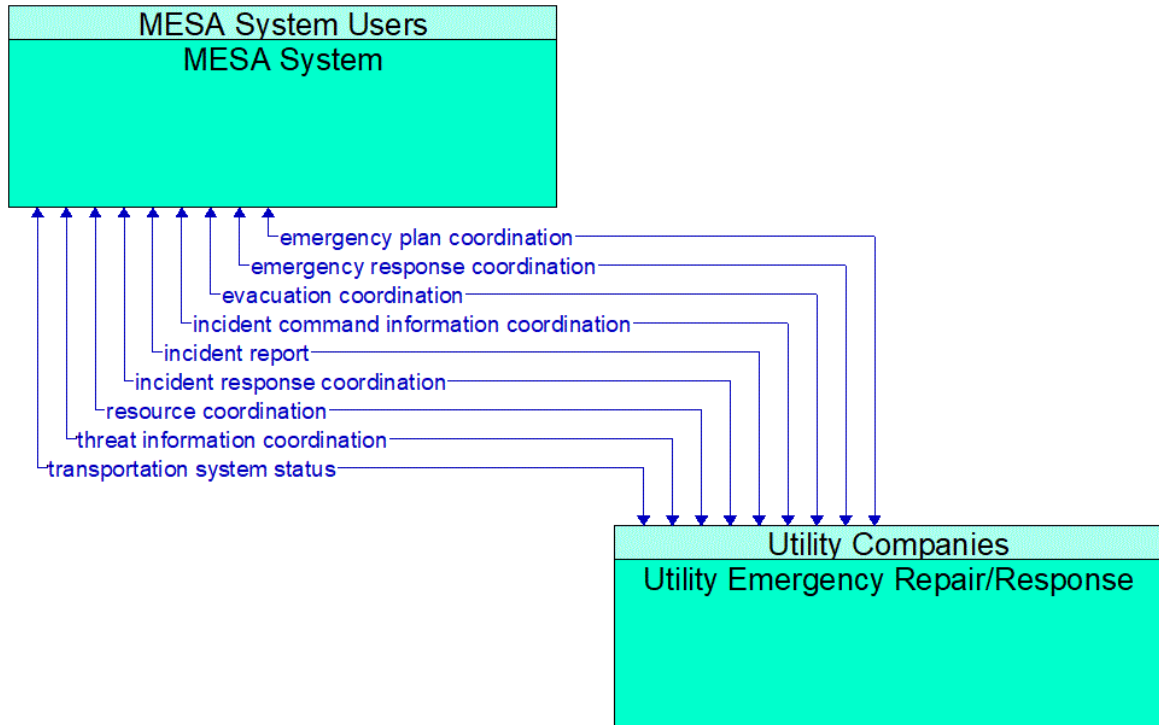 MESA System Users
MESA System
emergency plan coordination
emergency response coordination
evacuation coordination
incident command information coordination
incident report
incident response coordination
resource coordination
threat information coordination
transportation system status
Utility Companies
Utility Emergency Repair/Response